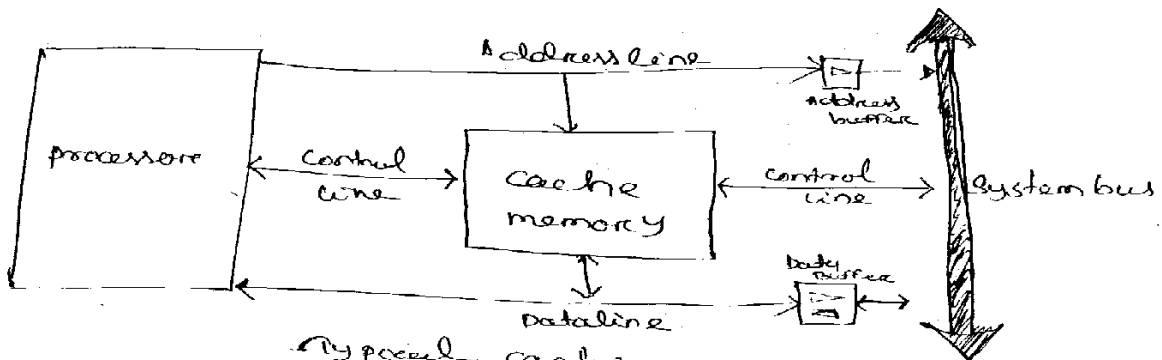 Address line
Address
buffer
processore
control
line
cache
memory
control
line
System bus
Data
Buffer
Dataline
Typical cache